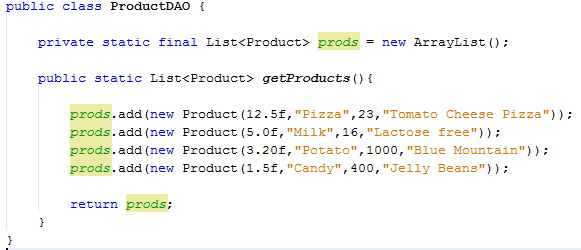 public class ProductDAO {
private static final List<Product> prods = new ArrayList();
public static List<Product> getProducts(){
prods.add(new Product(12.5f,"Pizza",23,"Tomato Cheese Pizza"));
prods.add(new Product(5.0f,"Milk",16,"Lactose free"));
prods.add(new Product(3.20f,"Potato",1000,"Blue Mountain"));
prods.add(new Product(1.5f,"Candy",400,"Jelly Beans"));
return prods;
}
}